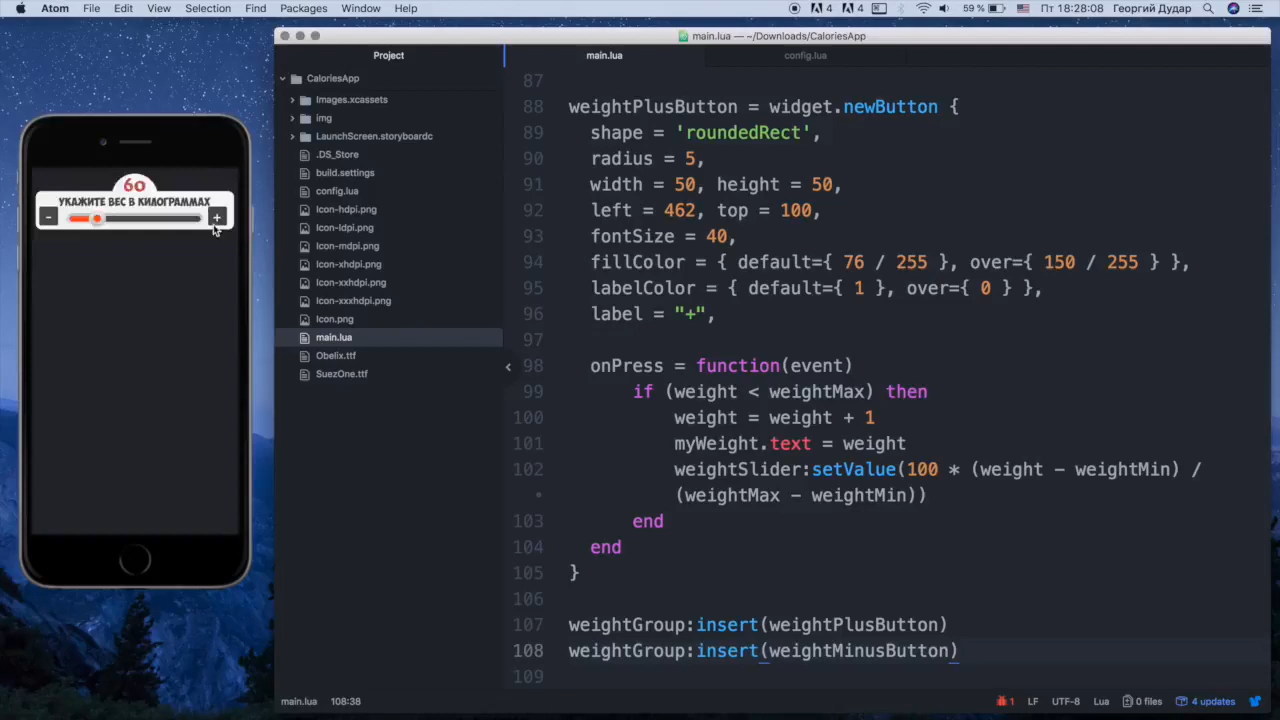 Atom File Edit View Selection Find Packages Window Help
4 4 59 % Пт 18:28:08 Георгий Дудар
main.lua — ~/Downloads/CaloriesApp
Project
main.lua
config.lua
CaloriesApp
Images.xcassets
img
LaunchScreen.storyboardc
.DS_Store
build.settings
config.lua
Icon-hdpi.png
Icon-ldpi.png
Icon-mdpi.png
Icon-xhdpi.png
Icon-xxhdpi.png
Icon-xxxhdpi.png
Icon.png
main.lua
Obelix.ttf
SuezOne.ttf
60
УКАЖИТЕ ВЕС В КИЛОГРАММАХ
- +
87
88 weightPlusButton = widget.newButton {
89 shape = 'roundedRect',
90 radius = 5,
91 width = 50, height = 50,
92 left = 462, top = 100,
93 fontSize = 40,
94 fillColor = { default={ 76 / 255 }, over={ 150 / 255 } },
95 labelColor = { default={ 1 }, over={ 0 } },
96 label = "+",
97
98 onPress = function(event)
99 if (weight < weightMax) then
100 weight = weight + 1
101 myWeight.text = weight
102 weightSlider:setValue(100 * (weight - weightMin) /
• (weightMax - weightMin))
103 end
104 end
105 }
106
107 weightGroup:insert(weightPlusButton)
108 weightGroup:insert(weightMinusButton)
109
main.lua 108:38
1 LF UTF-8 Lua 0 files 4 updates